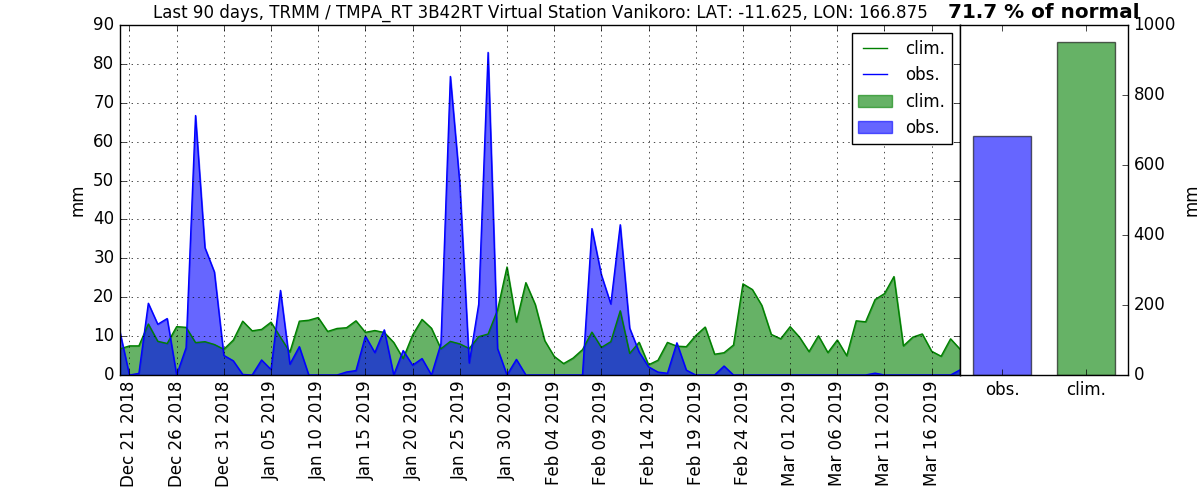 Last 90 days, TRMM / TMPA_RT 3B42RT Virtual Station Vanikoro: LAT: -11.625, LON: 166.875
71.7 % of normal
90
80
70
60
50
40
30
20
10
0
mm
clim.
obs.
clim.
obs.
1000
800
600
400
200
0
mm
Dec 21 2018
Dec 26 2018
Dec 31 2018
Jan 05 2019
Jan 10 2019
Jan 15 2019
Jan 20 2019
Jan 25 2019
Jan 30 2019
Feb 04 2019
Feb 09 2019
Feb 14 2019
Feb 19 2019
Feb 24 2019
Mar 01 2019
Mar 06 2019
Mar 11 2019
Mar 16 2019
obs.
clim.